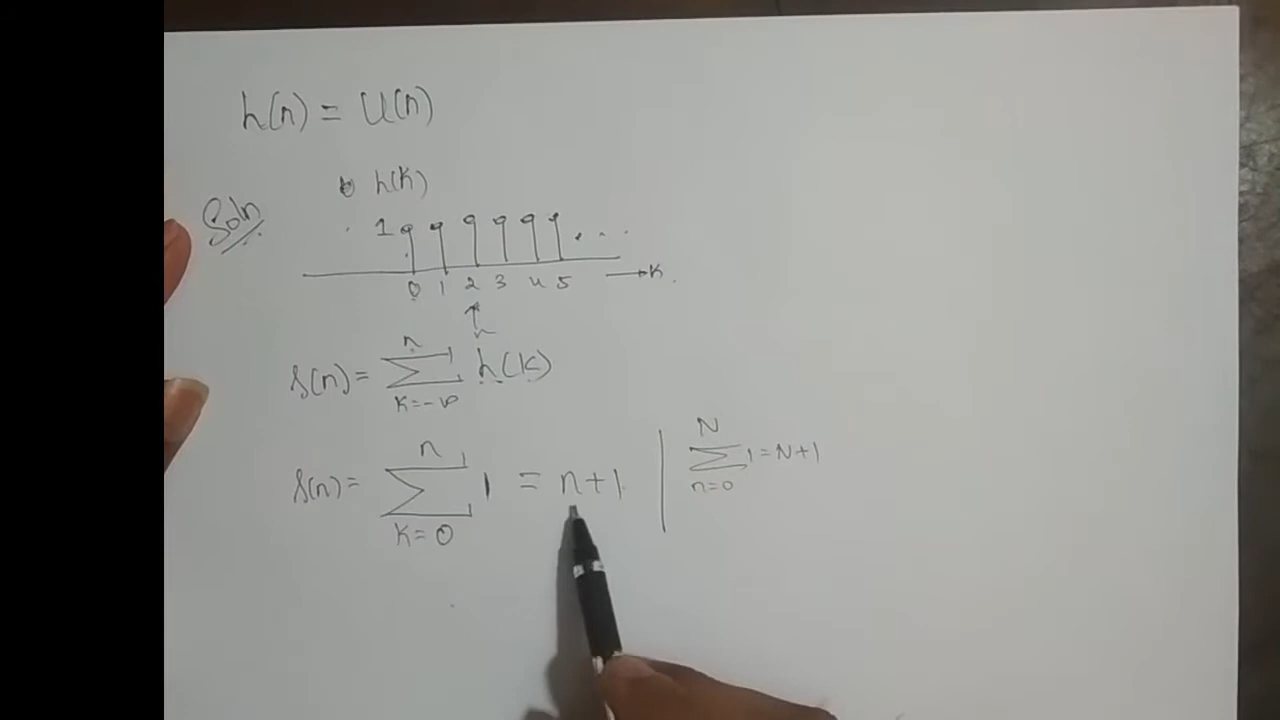 h(n) = U(n)
h(k)
Soln
1
0 1 2 3 4 5 → k.
n
s(n) = Σ h(k)
k=-∞
n
s(n) = Σ 1 = n+1.
k=0
N
Σ 1 = N+1
n=0